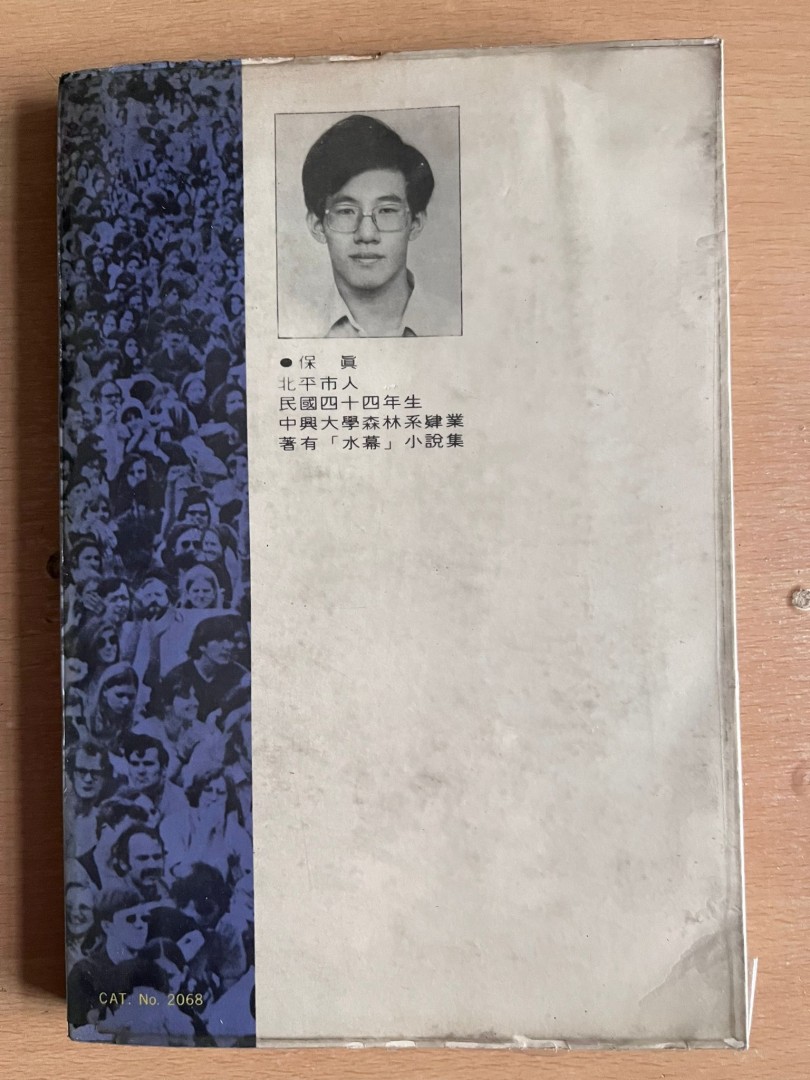 ●保　眞
北平市人
民國四十四年生
中興大學森林系肄業
著有「水幕」小說集
CAT. No. 2068